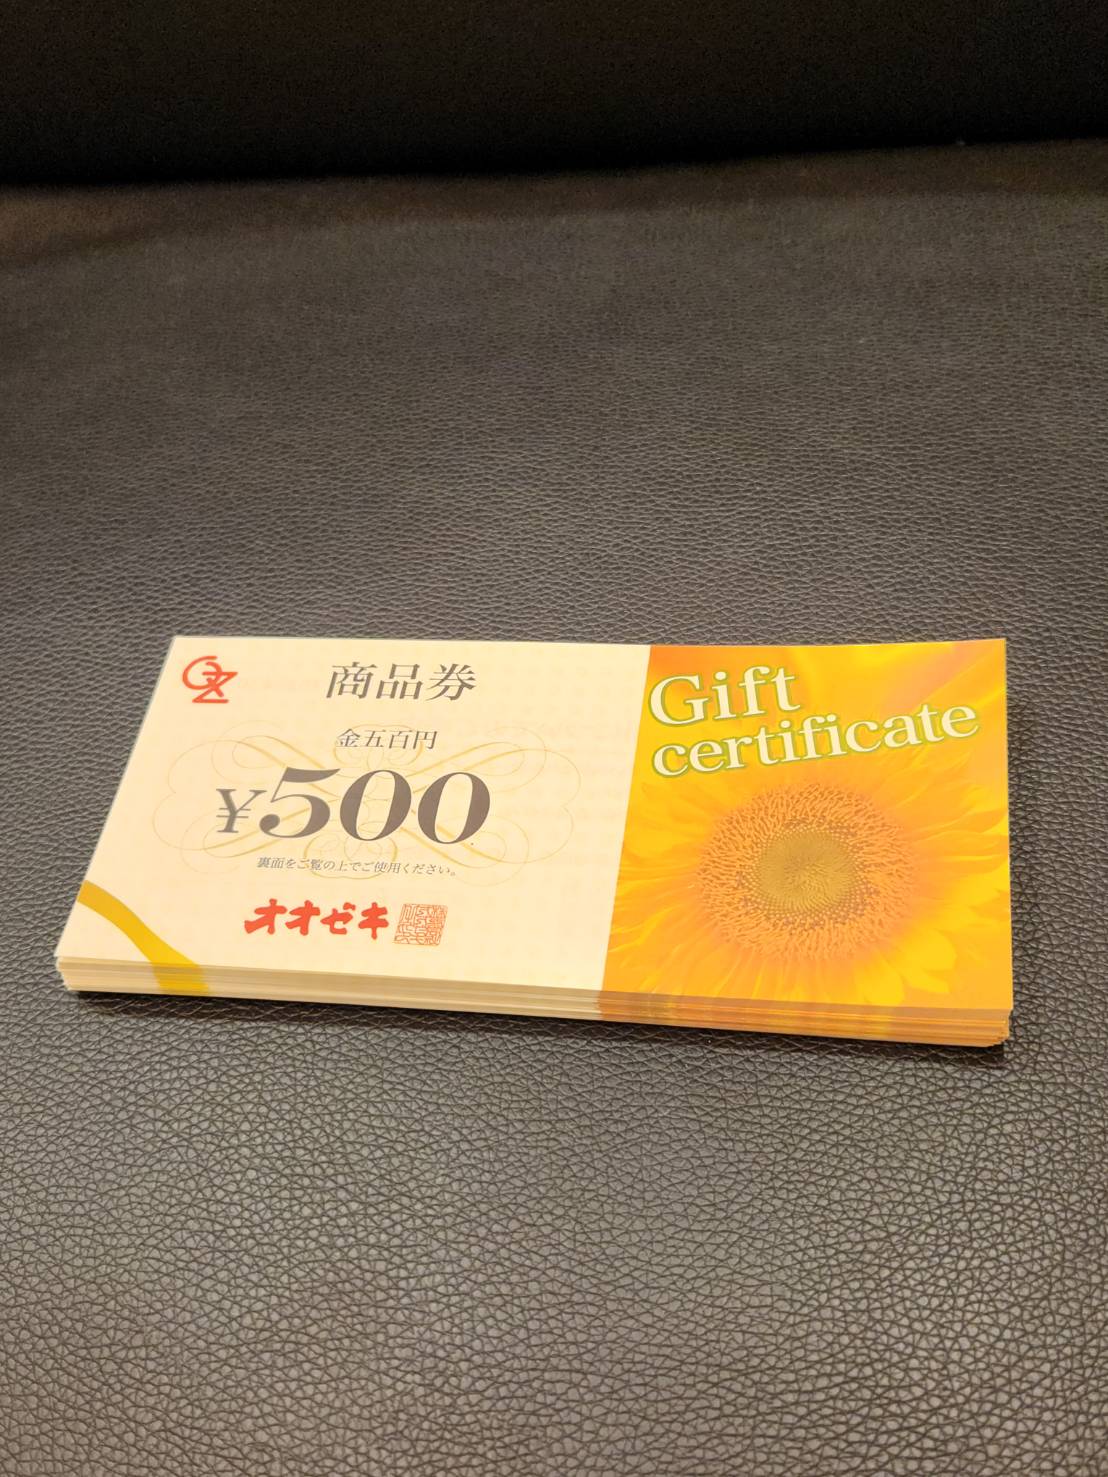 商品券
金五百円
¥500
裏面をご覧の上でご使用ください。
オオゼキ
Gift
certificate